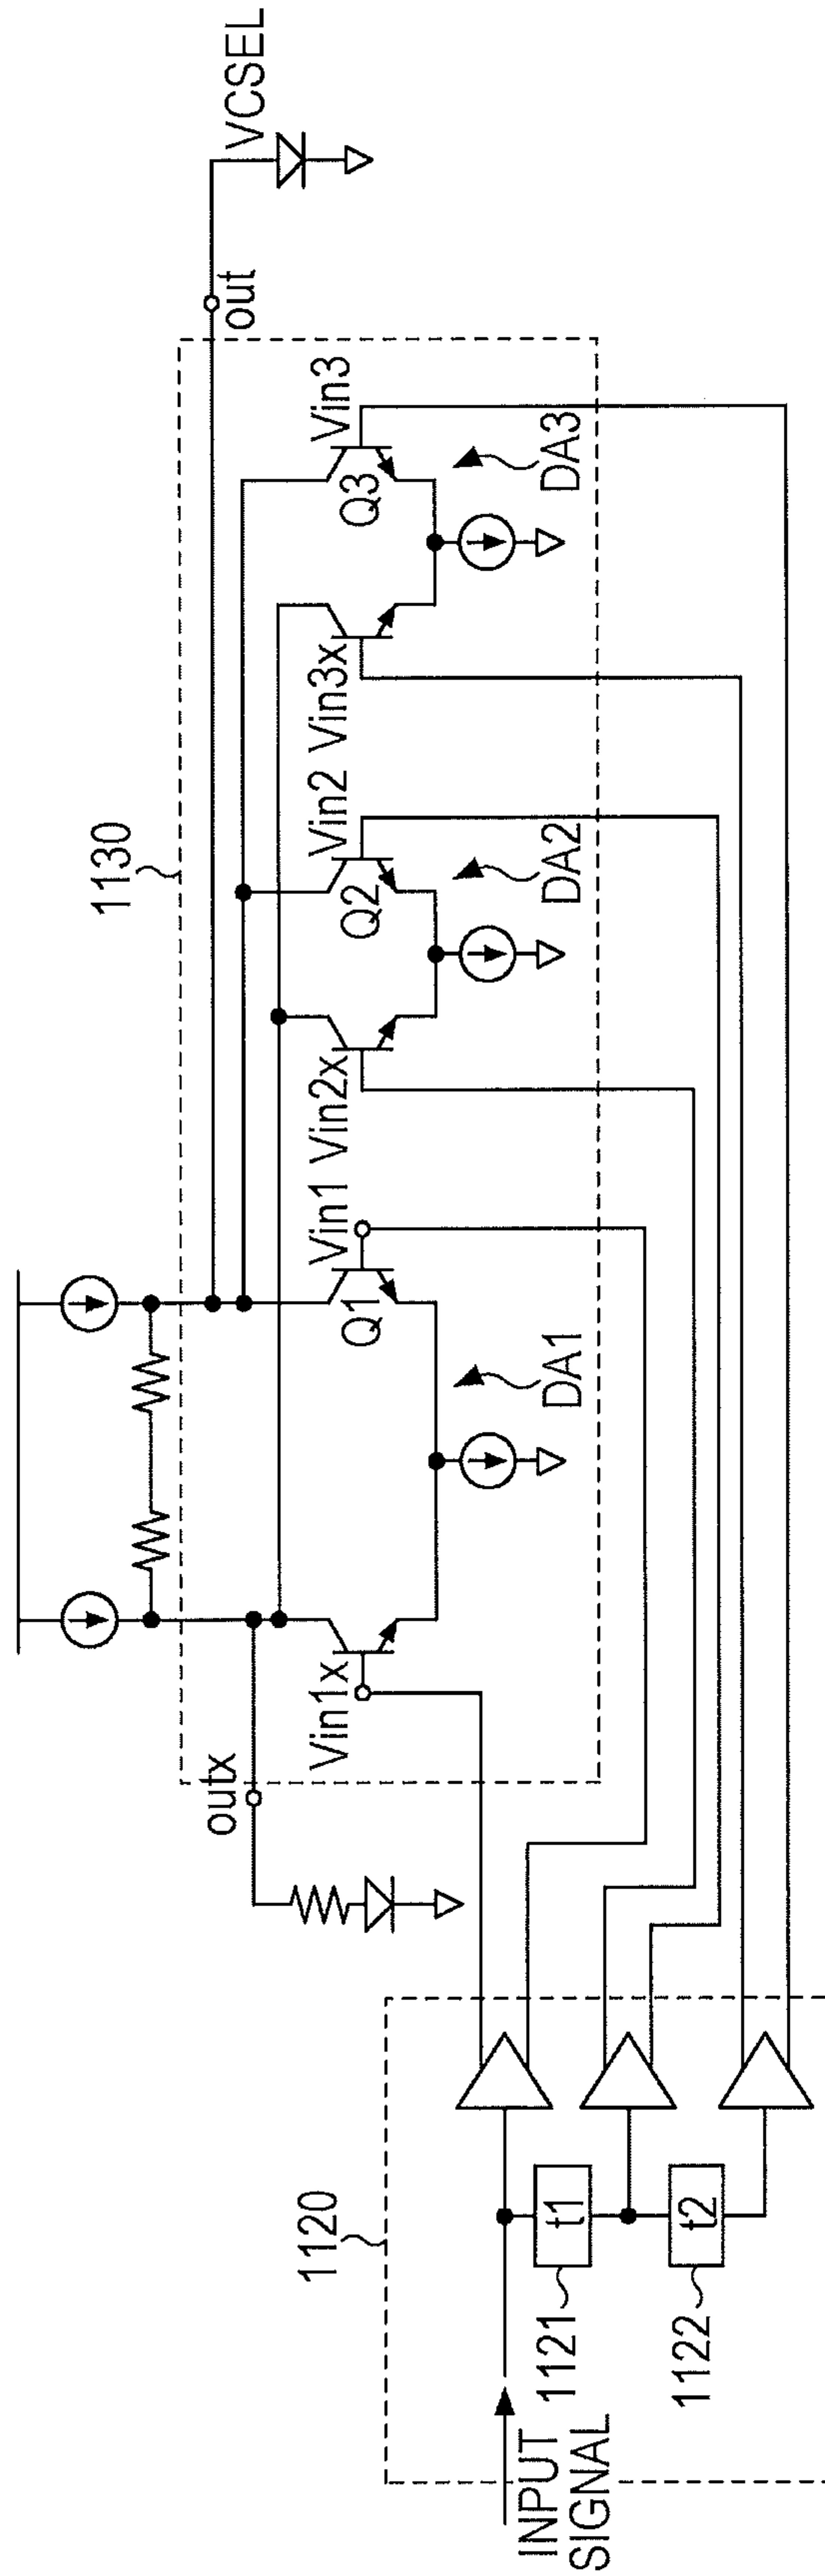 1130
VCSEL
out
outx
Vin1x
Vin1
Vin2x
Vin2
Vin3x
Vin3
Q1
Q2
Q3
DA1
DA2
DA3
1120
INPUT
SIGNAL
t1
1121
t2
1122